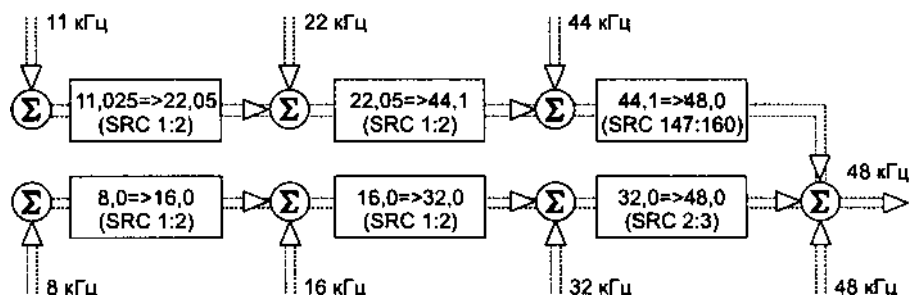 11 кГц
22 кГц
44 кГц
Σ
11,025=>22,05
(SRC 1:2)
Σ
22,05=>44,1
(SRC 1:2)
Σ
44,1=>48,0
(SRC 147:160)
48 кГц
Σ
8,0=>16,0
(SRC 1:2)
Σ
16,0=>32,0
(SRC 1:2)
Σ
32,0=>48,0
(SRC 2:3)
Σ
8 кГц
16 кГц
32 кГц
48 кГц